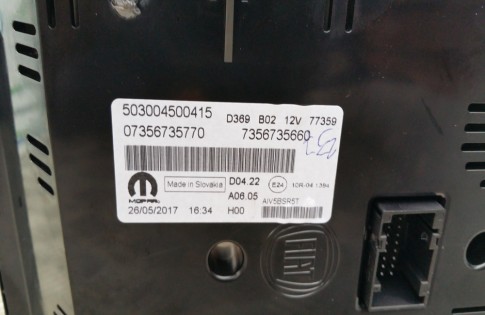 503004500415 D369 B02 12V 77359
07356735770 7356735660
MOPAR Made in Slovakia D04.22 E24 10R-04 1394
A06.05 AIV5BSR5T
26/05/2017 16:34 H00
FIAT